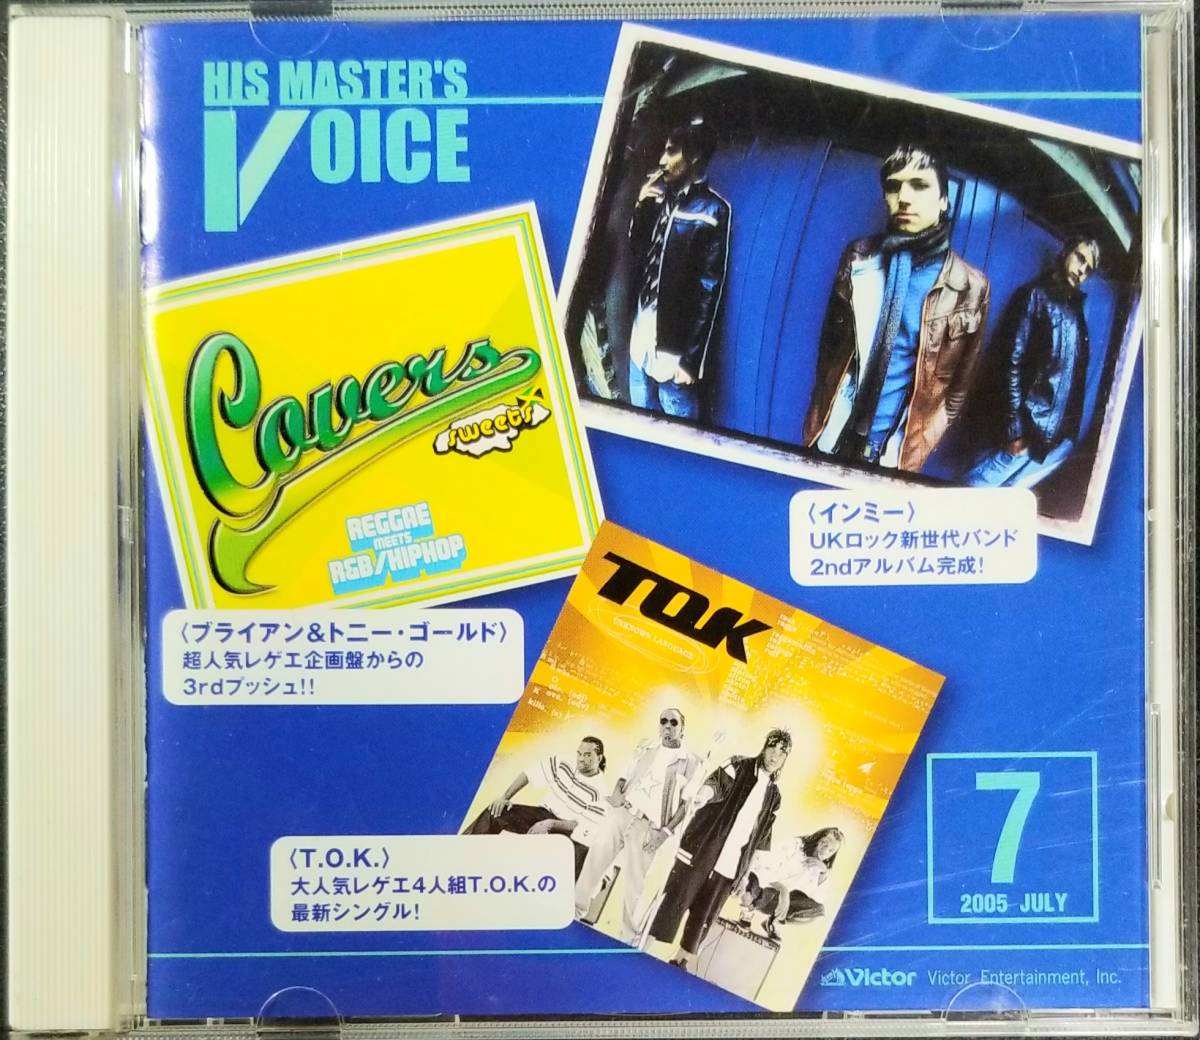 HIS MASTER'S
VOICE
Covers
sweets
REGGAE
MEETS
R&B/HIPHOP
〈インミー〉
UKロック新世代バンド
2ndアルバム完成!
〈ブライアン&トニー・ゴールド〉
超人気レゲエ企画盤からの
3rdプッシュ!!
T.O.K
UNKNOWN LANGUAGE
〈T.O.K.〉
大人気レゲエ4人組T.O.K.の
最新シングル!
7
2005 JULY
Victor Victor Entertainment, Inc.